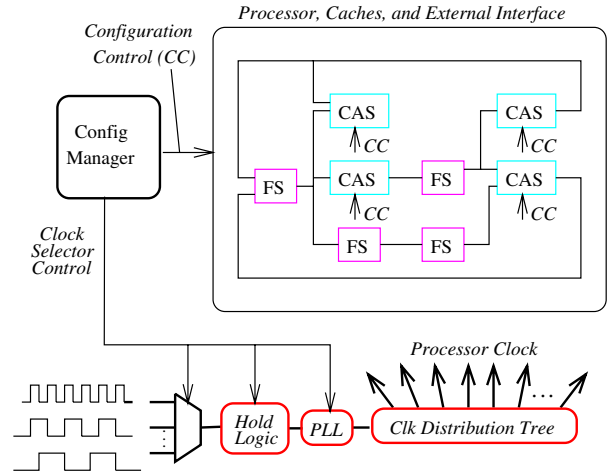 Processor, Caches, and External Interface
Configuration
Control (CC)
Config
Manager
CAS
CC
CAS
CC
FS
CAS
CC
FS
CAS
CC
FS
FS
Clock
Selector
Control
Processor Clock
...
Hold
Logic
PLL
Clk Distribution Tree